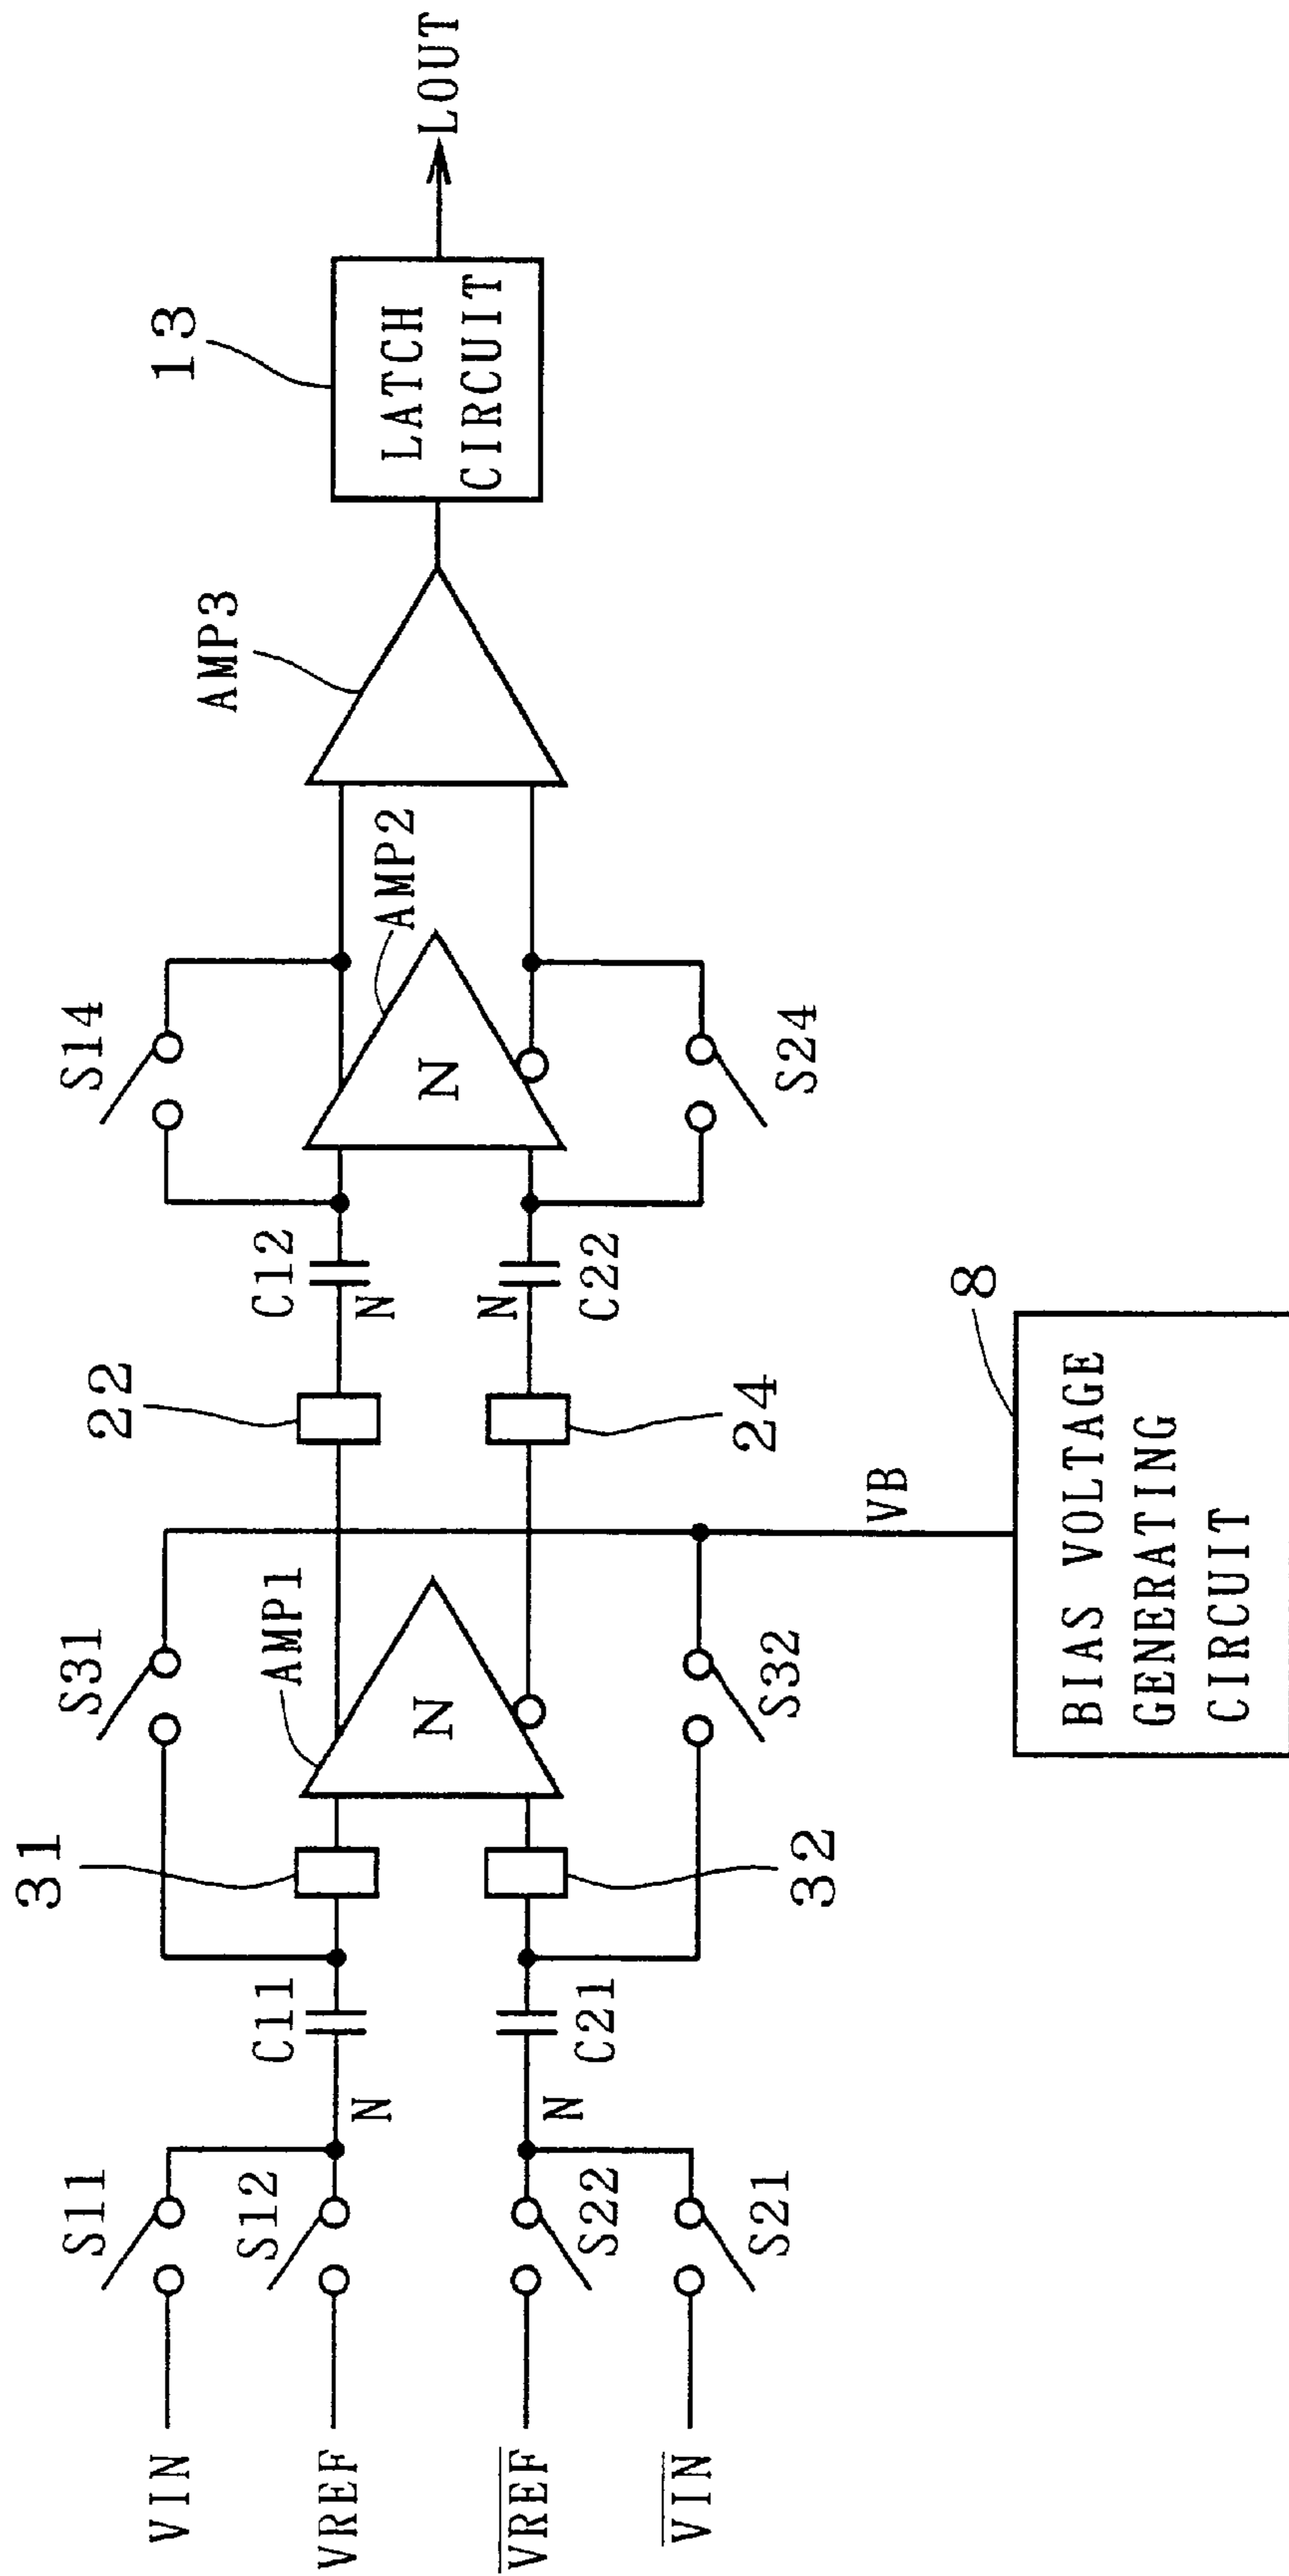 VIN
VREF
VREF
VIN
S11
S12
S22
S21
N
N
C11
C21
31
32
S31
AMP1
N
S32
VB
8
BIAS VOLTAGE
GENERATING
CIRCUIT
22
24
C12
N
N
C22
S14
AMP2
N
S24
AMP3
13
LATCH
CIRCUIT
LOUT